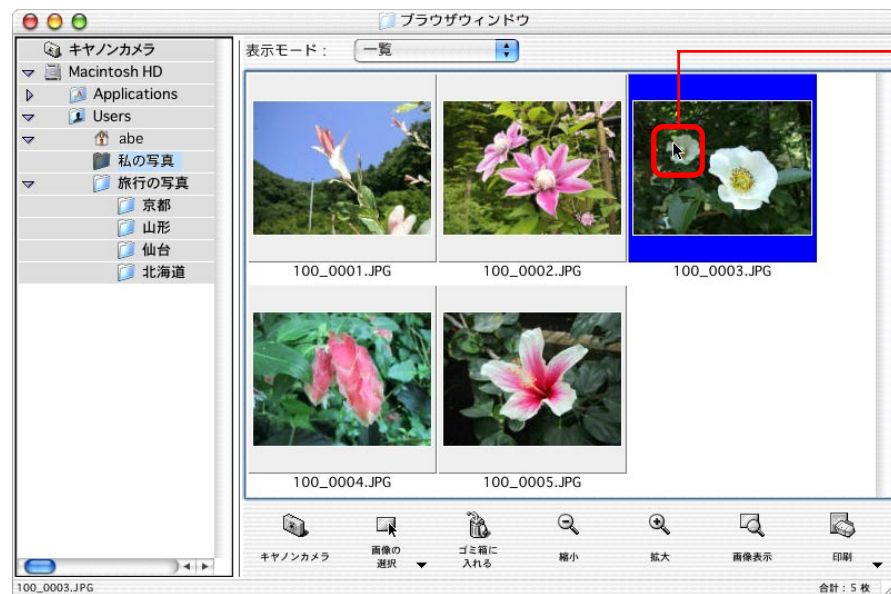 ブラウザウィンドウ
キヤノンカメラ
Macintosh HD
Applications
Users
abe
私の写真
旅行の写真
京都
山形
仙台
北海道
表示モード：
一覧
100_0001.JPG
100_0002.JPG
100_0003.JPG
100_0004.JPG
100_0005.JPG
キヤノンカメラ
画像の
選択
ゴミ箱に
入れる
縮小
拡大
画像表示
印刷
100_0003.JPG
合計：5 枚